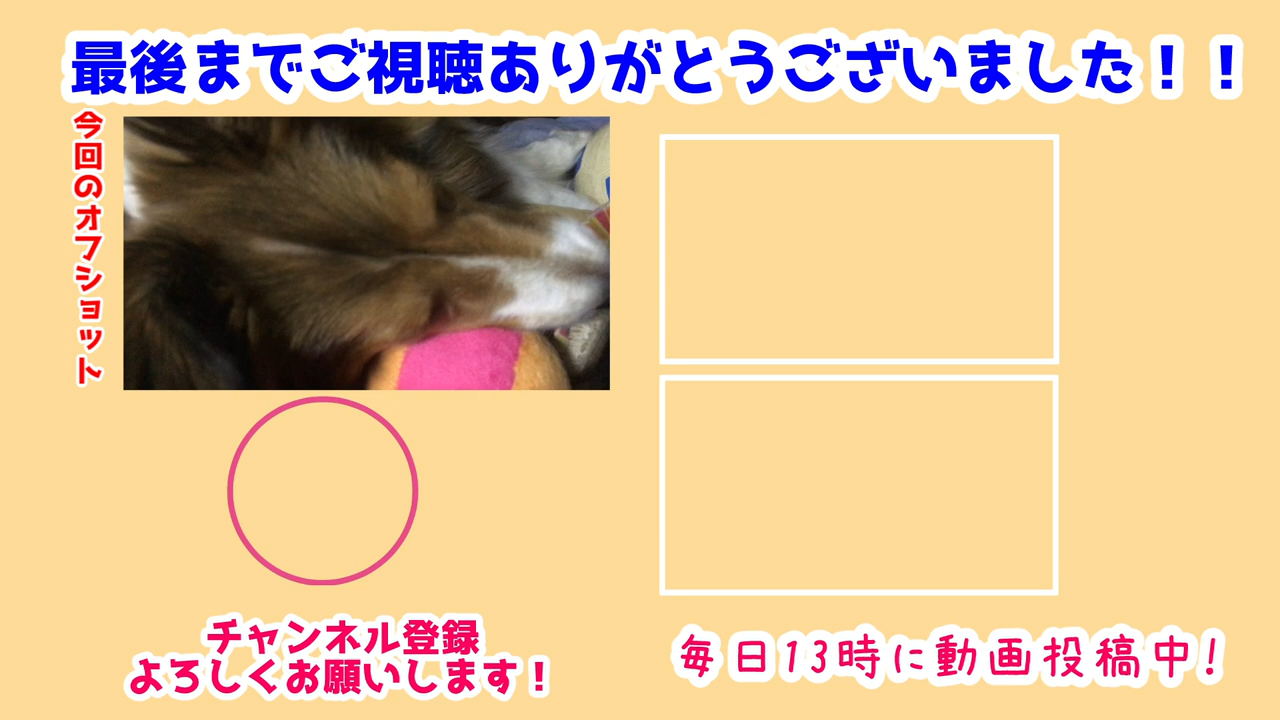 最後までご視聴ありがとうございました！！
今回のオフショット
チャンネル登録
よろしくお願いします！
毎日13時に動画投稿中！